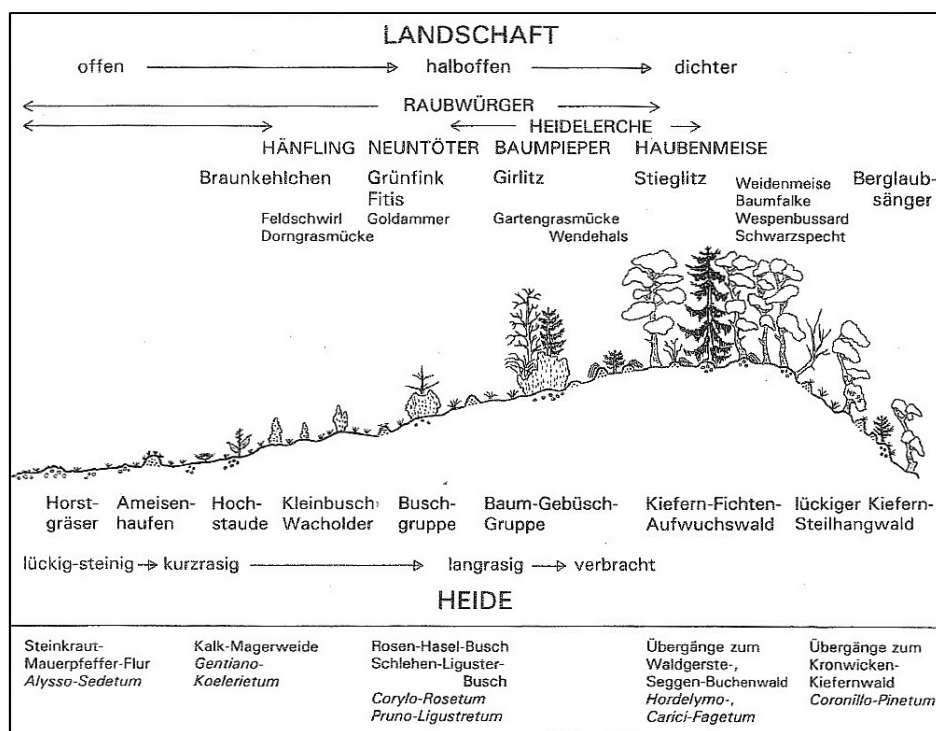 LANDSCHAFT
offen halboffen dichter
RAUBWÜRGER
HEIDELERCHE
HÄNFLING NEUNTÖTER BAUMPIEPER HAUBENMEISE
Braunkehlchen Grünfink Girlitz Stieglitz Weidenmeise Berglaub-
Fitis Baumfalke sänger
Feldschwirl Goldammer Gartengrasmücke Wespenbussard
Dorngrasmücke Wendehals Schwarzspecht
Horst- Ameisen- Hoch- Kleinbusch Busch- Baum-Gebüsch- Kiefern-Fichten- lückiger Kiefern-
gräser haufen staude Wacholder gruppe Gruppe Aufwuchswald Steilhangwald
lückig-steinig kurzrasig langrasig verbracht
HEIDE
Steinkraut- Kalk-Magerweide Rosen-Hasel-Busch Übergänge zum Übergänge zum
Mauerpfeffer-Flur Gentiano- Schlehen-Liguster- Waldgerste-, Kronwicken-
Alysso-Sedetum Koelerietum Busch Seggen-Buchenwald Kiefernwald
Corylo-Rosetum Hordelymo-, Coronillo-Pinetum
Pruno-Ligustretum Carici-Fagetum